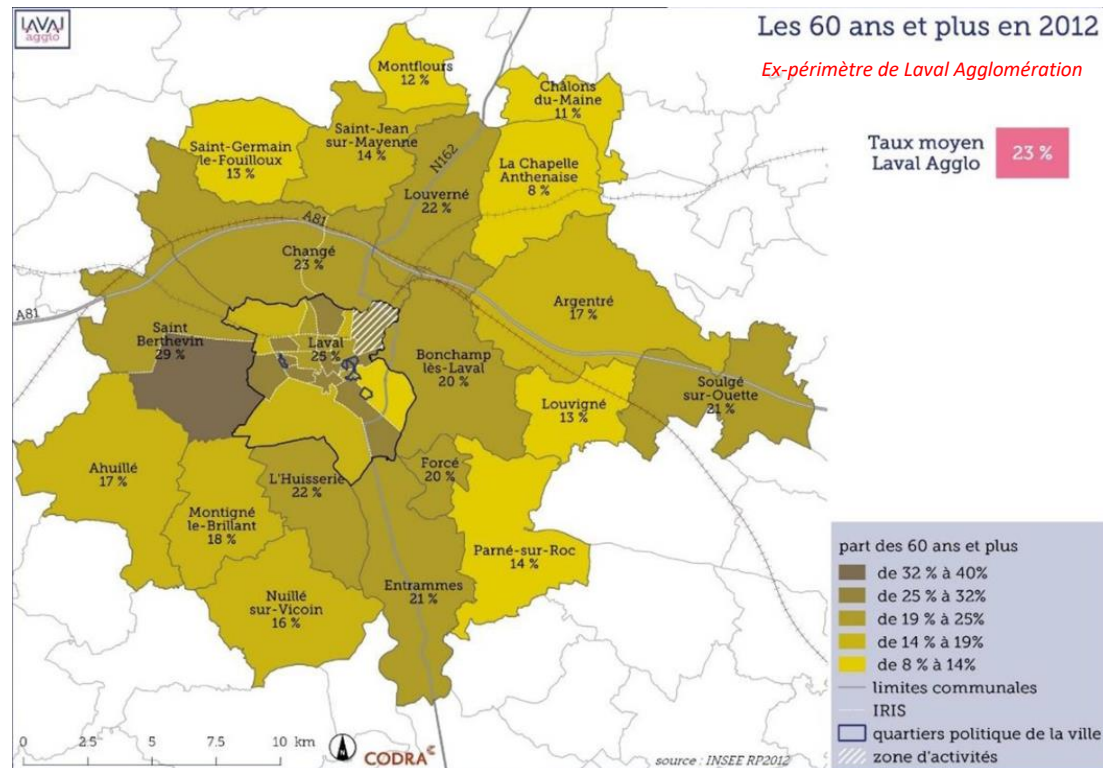 LAVAL
agglo
Les 60 ans et plus en 2012
Ex-périmètre de Laval Agglomération
Taux moyen
Laval Agglo
23 %
Montflours
12 %
Châlons
du-Maine
11 %
Saint-Germain
le-Fouilloux
13 %
Saint-Jean
sur-Mayenne
14 %
N162
La Chapelle
Anthenaise
8 %
Louverné
22 %
A81
Changé
23 %
Argentré
17 %
A81
Saint
Berthevin
29 %
Laval
25 %
Bonchamp
lès-Laval
20 %
Louvigné
13 %
Soulgé
sur-Ouette
21 %
Ahuillé
17 %
L'Huisserie
22 %
Forcé
20 %
Montigné
le-Brillant
18 %
Parné-sur-Roc
14 %
Nuillé
sur-Vicoin
16 %
Entrammes
21 %
part des 60 ans et plus
de 32 % à 40%
de 25 % à 32%
de 19 % à 25%
de 14 % à 19%
de 8 % à 14%
limites communales
IRIS
quartiers politique de la ville
zone d'activités
0 2.5 5 7.5 10 km
CODRA
source : INSEE RP2012